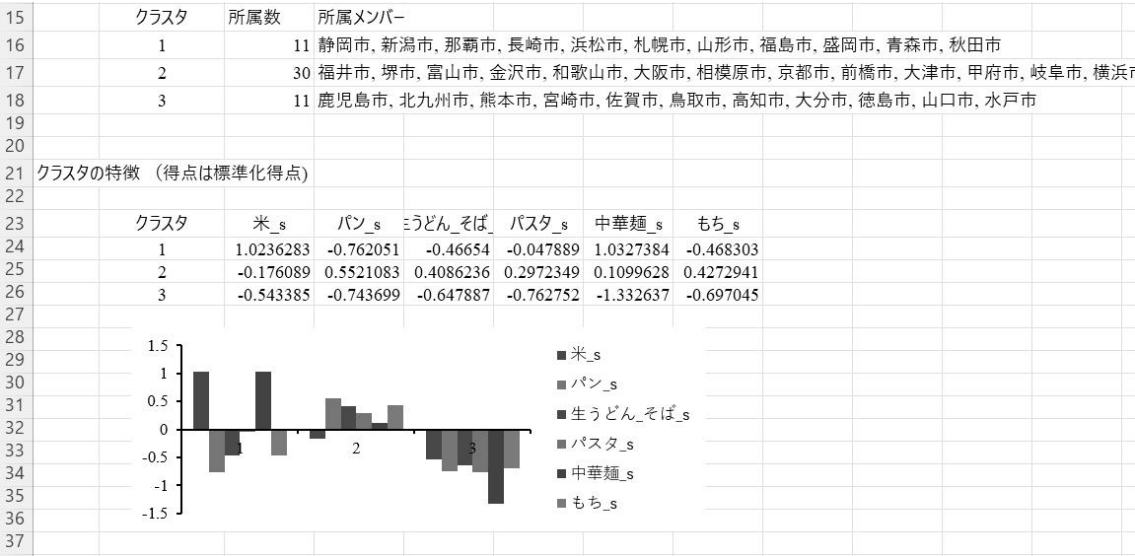 15 クラスタ 所属数 所属メンバー
16 1 11 静岡市, 新潟市, 那覇市, 長崎市, 浜松市, 札幌市, 山形市, 福島市, 盛岡市, 青森市, 秋田市
17 2 30 福井市, 堺市, 富山市, 金沢市, 和歌山市, 大阪市, 相模原市, 京都市, 前橋市, 大津市, 甲府市, 岐阜市, 横浜市
18 3 11 鹿児島市, 北九州市, 熊本市, 宮崎市, 佐賀市, 鳥取市, 高知市, 大分市, 徳島市, 山口市, 水戸市
19
20
21 クラスタの特徴 （得点は標準化得点)
22
23 クラスタ 米_s パン_s 生うどん_そば_ パスタ_s 中華麺_s もち_s
24 1 1.0236283 -0.762051 -0.46654 -0.047889 1.0327384 -0.468303
25 2 -0.176089 0.5521083 0.4086236 0.2972349 0.1099628 0.4272941
26 3 -0.543385 -0.743699 -0.647887 -0.762752 -1.332637 -0.697045
27
28
29
30
31
32
33
34
35
36
37
1.5
1
0.5
0
-0.5
-1
-1.5
1 2 3
米_s
パン_s
生うどん_そば_s
パスタ_s
中華麺_s
もち_s